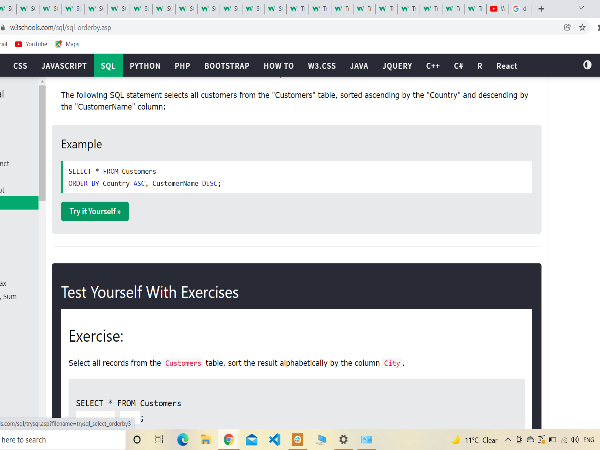 w3schools.com/sql/sql_orderby.asp
YouTube Maps
CSS JAVASCRIPT SQL PYTHON PHP BOOTSTRAP HOW TO W3.CSS JAVA JQUERY C++ C# R React
The following SQL statement selects all customers from the "Customers" table, sorted ascending by the "Country" and descending by
the "CustomerName" column:
Example
SELECT * FROM Customers
ORDER BY Country ASC, CustomerName DESC;
Try it Yourself »
, sum
Test Yourself With Exercises
Exercise:
Select all records from the Customers table, sort the result alphabetically by the column City.
SELECT * FROM Customers
;
ls.com/sql/trysql.asp?filename=trysql_select_orderby3
here to search
11°C Clear
ENG